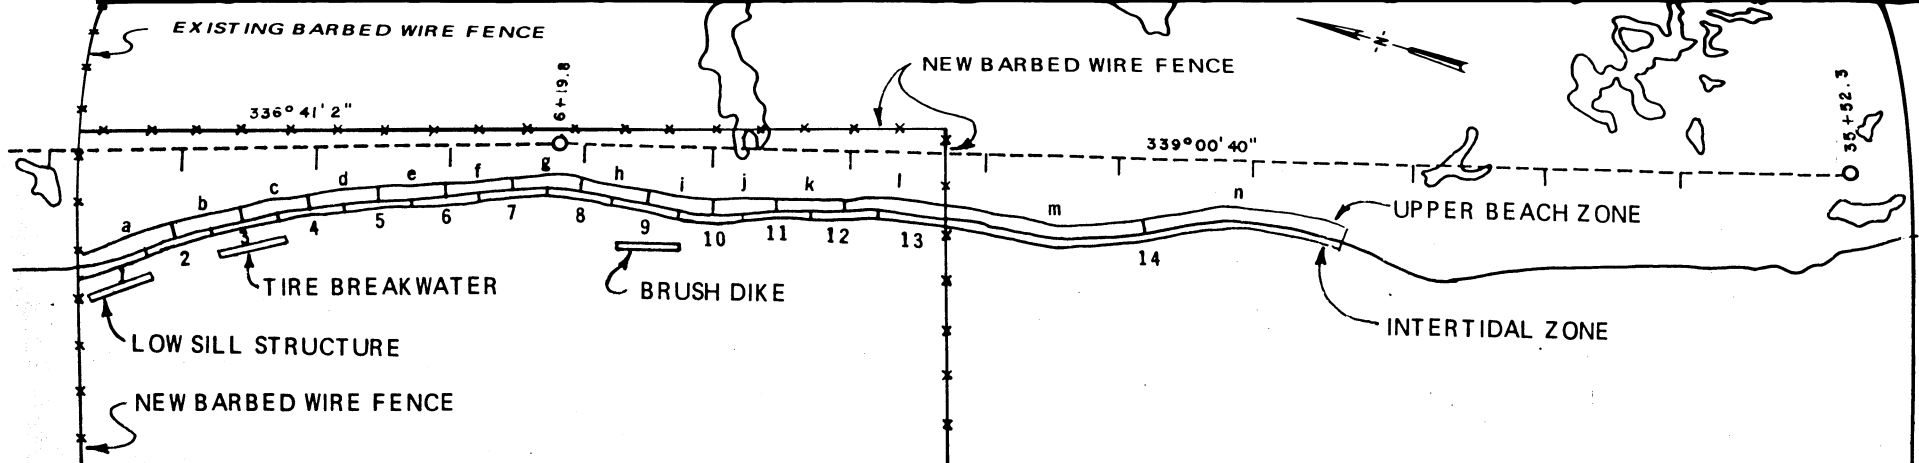 EXISTING BARBED WIRE FENCE
NEW BARBED WIRE FENCE
N
336° 41' 2"
6+19.8
339° 00' 40"
35+52.3
a b c d e f g h i j k l m n
2 3 4 5 6 7 8 9 10 11 12 13 14
UPPER BEACH ZONE
TIRE BREAKWATER
BRUSH DIKE
INTERTIDAL ZONE
LOW SILL STRUCTURE
NEW BARBED WIRE FENCE